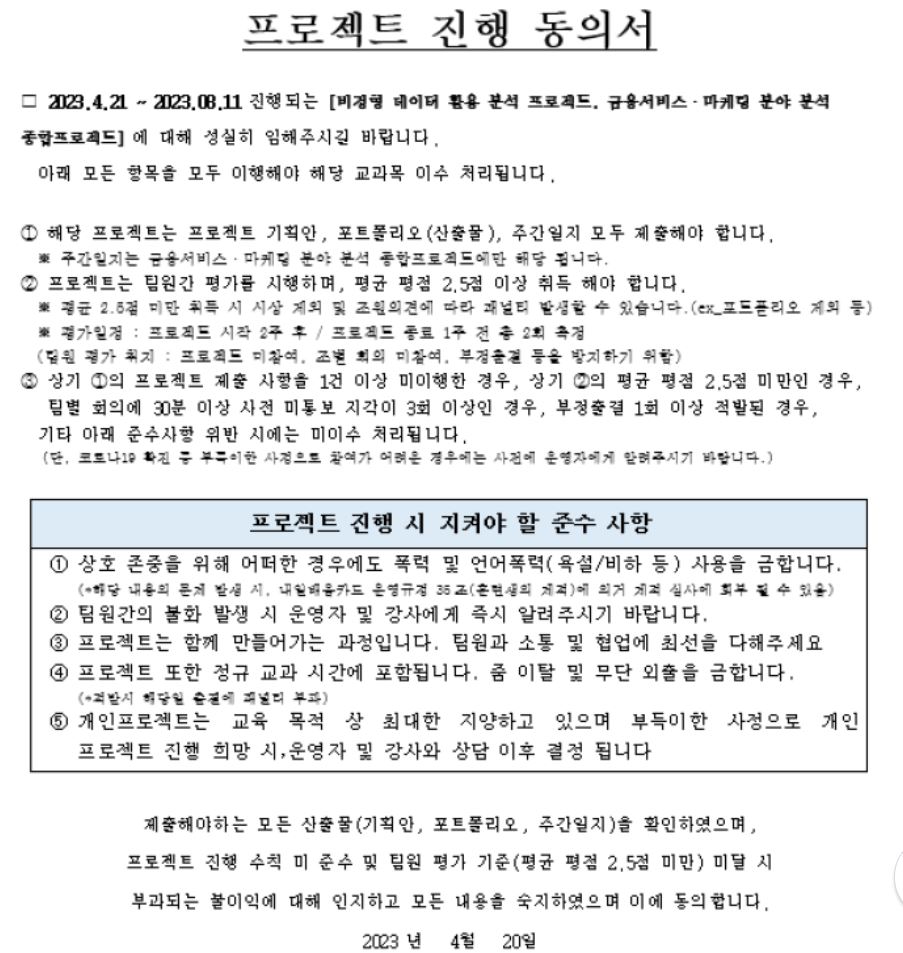 프로젝트 진행 동의서
□ 2023.4.21 ~ 2023.08.11 진행되는 [비정형 데이터 활용 분석 프로젝트, 금융서비스·마케팅 분야 분석
종합프로젝트] 에 대해 성실히 임해주시길 바랍니다.
아래 모든 항목을 모두 이행해야 해당 교과목 이수 처리됩니다.
① 해당 프로젝트는 프로젝트 기획안, 포트폴리오(산출물), 주간일지 모두 제출해야 합니다.
※ 주간일지는 금융서비스·마케팅 분야 분석 종합프로젝트에만 해당 됩니다.
② 프로젝트는 팀원간 평가를 시행하며, 평균 평점 2.5점 이상 취득 해야 합니다.
※ 평균 2.5점 미만 취득 시 시상 제외 및 조원의견에 따라 패널티 발생할 수 있습니다.(ex_포트폴리오 제외 등)
※ 평가일정 : 프로젝트 시작 2주 후 / 프로젝트 종료 1주 전 총 2회 측정
(팀원 평가 취지 : 프로젝트 미참여, 조별 회의 미참여, 부정출결 등을 방지하기 위함)
③ 상기 ①의 프로젝트 제출 사항을 1건 이상 미이행한 경우, 상기 ②의 평균 평점 2.5점 미만인 경우,
팀별 회의에 30분 이상 사전 미통보 지각이 3회 이상인 경우, 부정출결 1회 이상 적발된 경우,
기타 아래 준수사항 위반 시에는 미이수 처리됩니다.
(단, 코로나19 확진 등 부득이한 사정으로 참여가 어려운 경우에는 사전에 운영자에게 알려주시기 바랍니다.)
프로젝트 진행 시 지켜야 할 준수 사항
① 상호 존중을 위해 어떠한 경우에도 폭력 및 언어폭력(욕설/비하 등) 사용을 금합니다.
(*해당 내용의 문제 발생 시, 내일배움카드 운영규정 35조(훈련생의 제적)에 의거 제적 심사에 회부 될 수 있음)
② 팀원간의 불화 발생 시 운영자 및 강사에게 즉시 알려주시기 바랍니다.
③ 프로젝트는 함께 만들어가는 과정입니다. 팀원과 소통 및 협업에 최선을 다해주세요
④ 프로젝트 또한 정규 교과 시간에 포함됩니다. 줌 이탈 및 무단 외출을 금합니다.
(*적발시 해당일 출결에 패널티 부과)
⑤ 개인프로젝트는 교육 목적 상 최대한 지양하고 있으며 부득이한 사정으로 개인
프로젝트 진행 희망 시,운영자 및 강사와 상담 이후 결정 됩니다
제출해야하는 모든 산출물(기획안, 포트폴리오, 주간일지)을 확인하였으며,
프로젝트 진행 수칙 미 준수 및 팀원 평가 기준(평균 평점 2.5점 미만) 미달 시
부과되는 불이익에 대해 인지하고 모든 내용을 숙지하였으며 이에 동의합니다.
2023 년 4월 20일